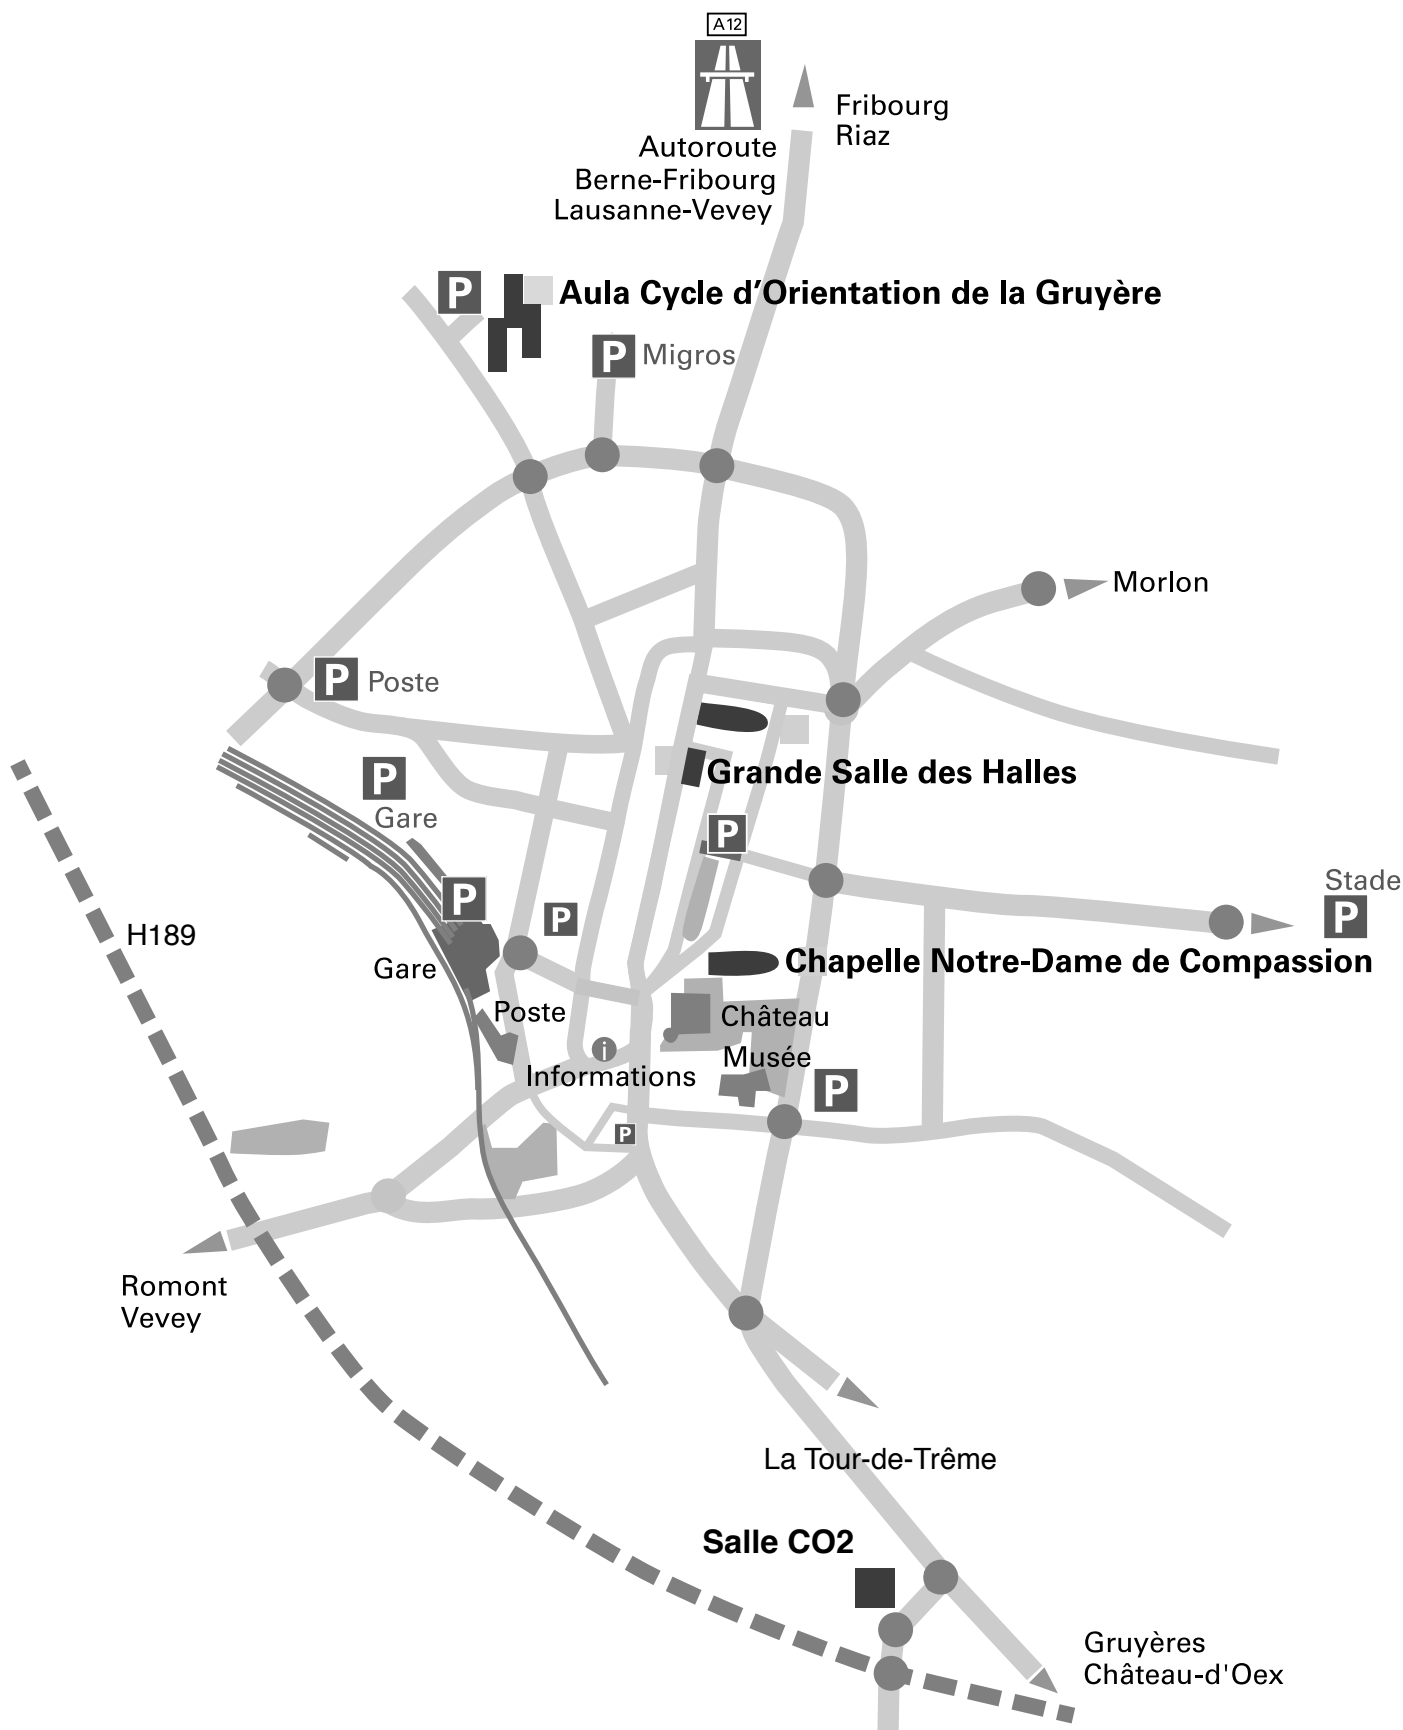 A12
Fribourg
Riaz
Autoroute
Berne-Fribourg
Lausanne-Vevey
P
Aula Cycle d'Orientation de la Gruyère
P Migros
Morlon
P Poste
P
Gare
Grande Salle des Halles
P
Stade
P
P
P
H189
Gare
Chapelle Notre-Dame de Compassion
Poste
Château
Musée
i
Informations
P
P
Romont
Vevey
La Tour-de-Trême
Salle CO2
Gruyères
Château-d'Oex